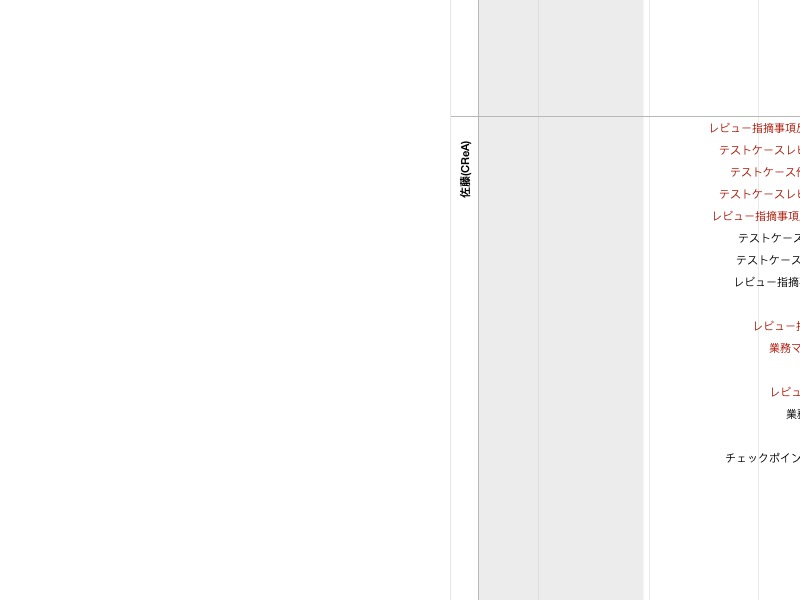 佐藤(CReA)
レビュー指摘事項
テストケースレビ
テストケース
テストケースレビ
レビュー指摘事項
テストケース
テストケース
レビュー指摘
レビュー
業務マ
レビュ
業務
チェックポイン